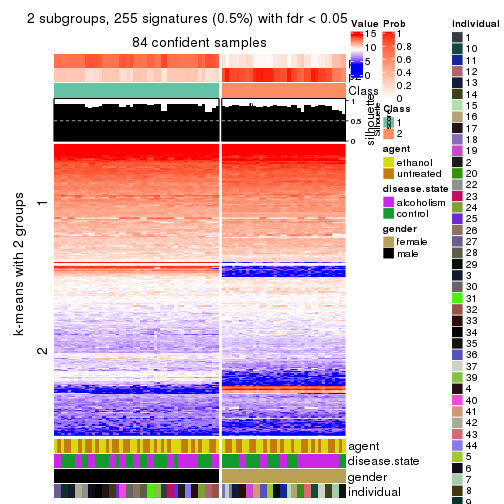 2 subgroups, 255 signatures (0.5%) with fdr < 0.05
84 confident samples
k-means with 2 groups
1
2
p2
Class
silhouette
1
0.5
0
agent
disease.state
gender
individual
Value
15
10
5
0
Prob
1
0.8
0.6
0.4
0.2
0
Class
1
2
agent
ethanol
untreated
disease.state
alcoholism
control
gender
female
male
individual
1
10
11
12
13
14
15
16
17
18
19
2
20
22
23
24
25
26
27
28
29
3
30
31
32
33
34
35
36
37
39
4
40
41
42
43
44
5
6
7
8
9